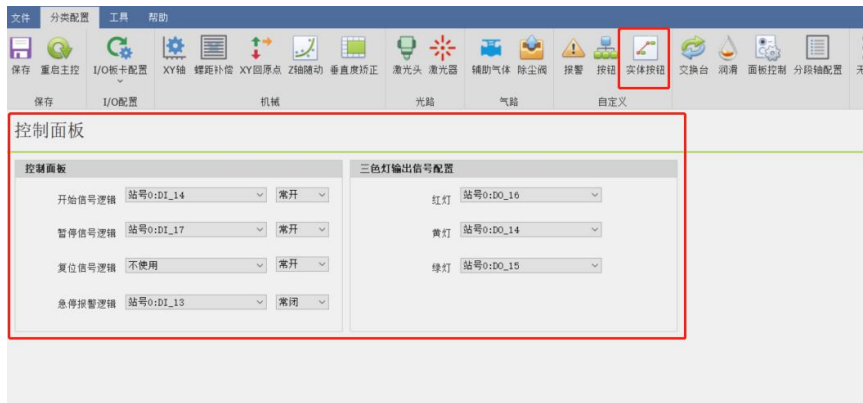 文件 分类配置 工具 帮助
保存 重启主控 I/O板卡配置 XY轴 螺距补偿 XY回原点 Z轴随动 垂直度矫正 激光头 激光器 辅助气体 除尘阀 报警 按钮 实体按钮 交换台 润滑 面板控制 分段轴配置
保存 I/O配置 机械 光路 气路 自定义
控制面板
控制面板 三色灯输出信号配置
开始信号逻辑 站号0:DI_14 常开 红灯 站号0:DO_16
暂停信号逻辑 站号0:DI_17 常开 黄灯 站号0:DO_14
复位信号逻辑 不使用 常开 绿灯 站号0:DO_15
急停报警逻辑 站号0:DI_13 常闭